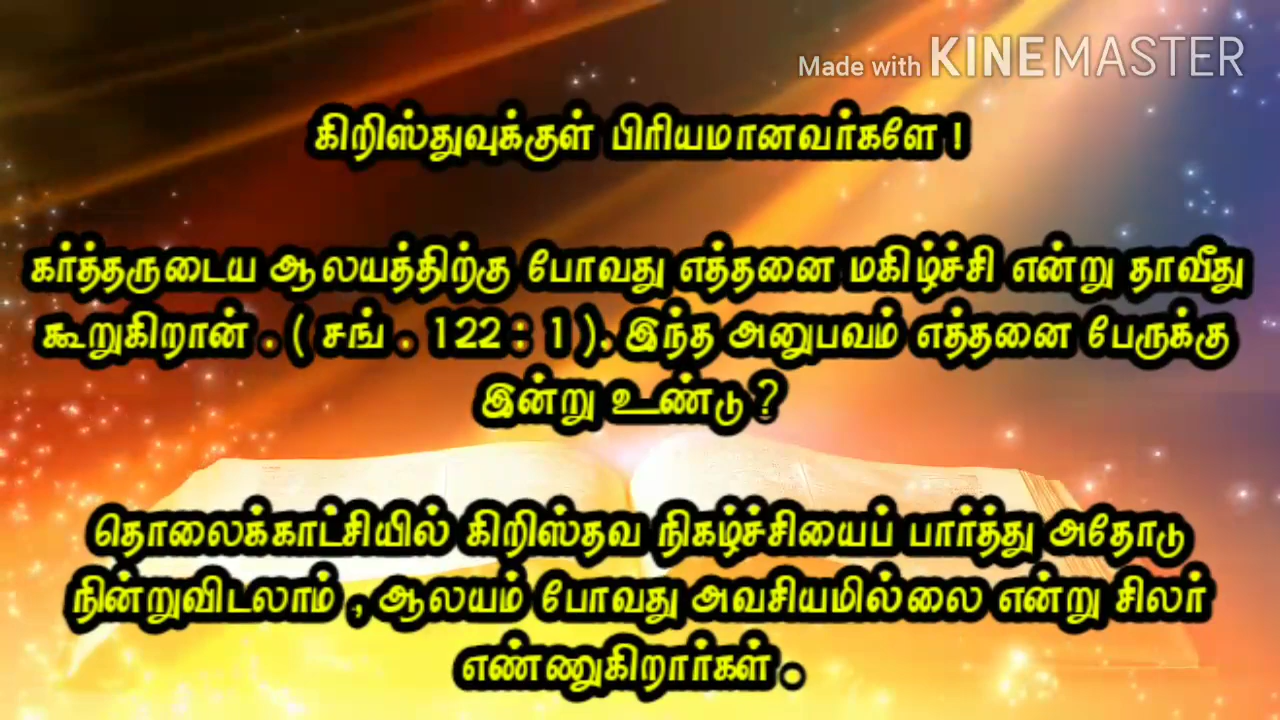 Made with KINEMASTER
கிறிஸ்துவுக்குள் பிரியமானவர்களே !
கர்த்தருடைய ஆலயத்திற்கு போவது எத்தனை மகிழ்ச்சி என்று தாவீது
கூறுகிறான் . ( சங் . 122 : 1 ). இந்த அனுபவம் எத்தனை பேருக்கு
இன்று உண்டு ?
தொலைக்காட்சியில் கிறிஸ்தவ நிகழ்ச்சியைப் பார்த்து அதோடு
நின்றுவிடலாம் , ஆலயம் போவது அவசியமில்லை என்று சிலர்
எண்ணுகிறார்கள் .